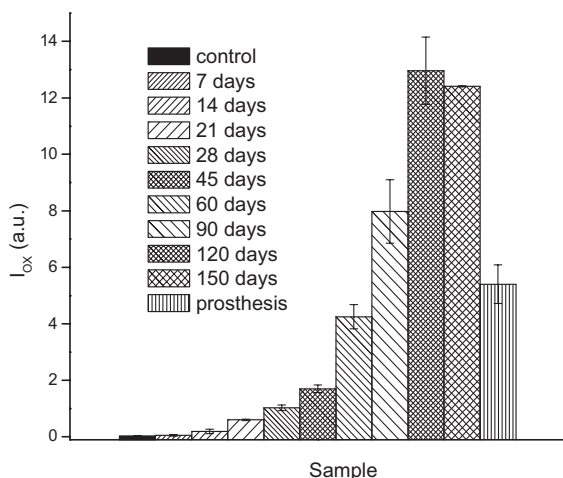 14
12
10
8
6
4
2
0
I_OX (a.u.)
control
7 days
14 days
21 days
28 days
45 days
60 days
90 days
120 days
150 days
prosthesis
Sample